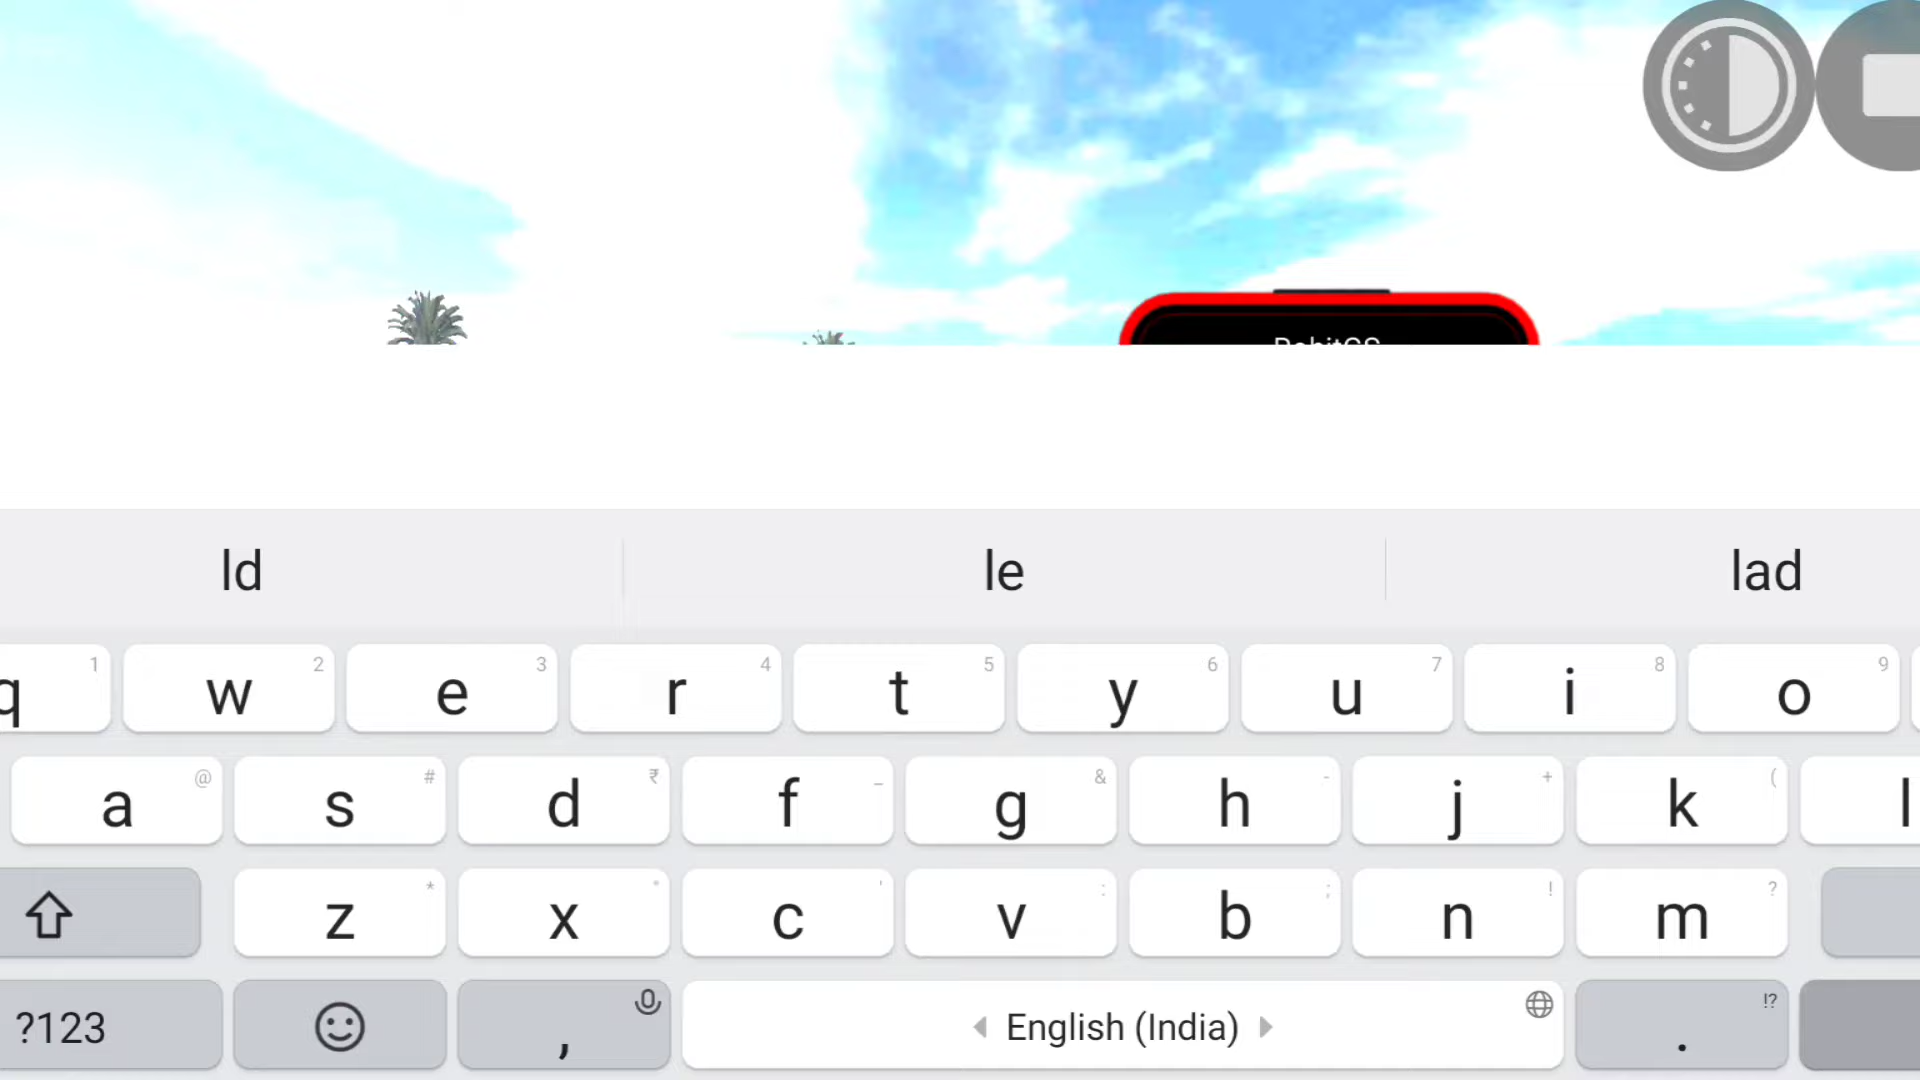 ld le lad
q 1 w 2 e 3 r 4 t 5 y 6 u 7 i 8 o 9
a @ s # d ₹ f _ g & h - j + k ( l
z * x " c ' v : b ; n ! m ?
?123 , English (India) . !?